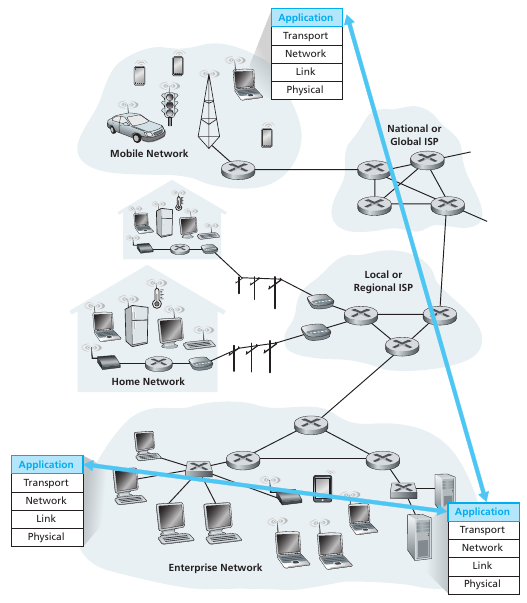 Application
Transport
Network
Link
Physical
National or
Global ISP
Mobile Network
Local or
Regional ISP
Home Network
Application
Transport
Network
Link
Physical
Application
Transport
Network
Link
Physical
Enterprise Network